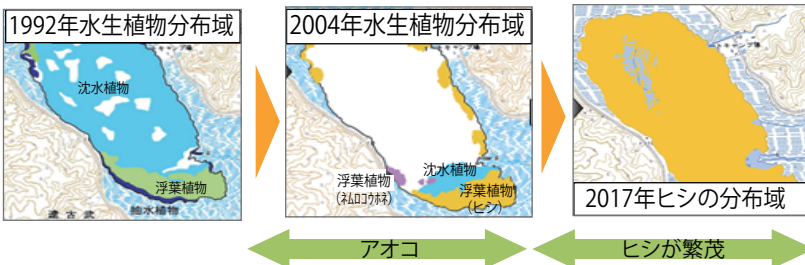 1992年水生植物分布域
沈水植物
浮葉植物
達古武
抽水植物
2004年水生植物分布域
沈水植物
浮葉植物
(ネムロコウホネ)
浮葉植物
(ヒシ)
2017年ヒシの分布域
アオコ
ヒシが繁茂